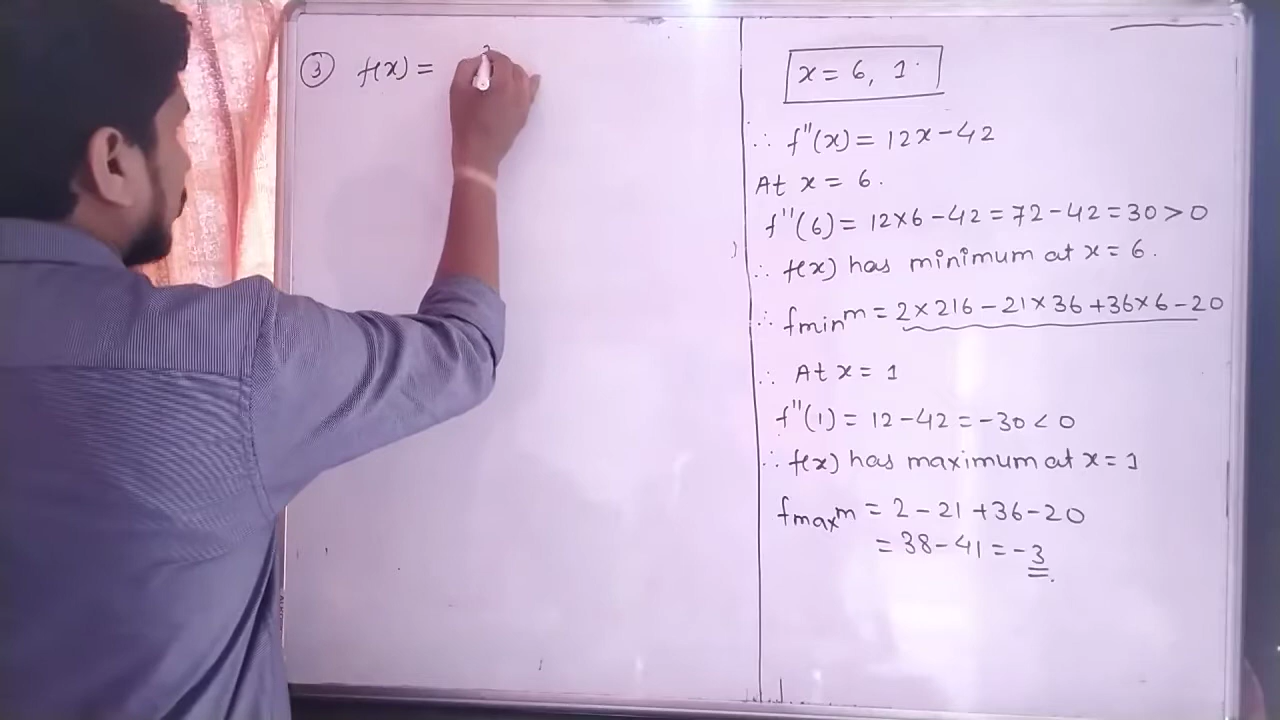 ③ f(x) =
x = 6, 1.
∴ f''(x) = 12x - 42
At x = 6.
f''(6) = 12×6 - 42 = 72 - 42 = 30 > 0
∴ f(x) has minimum at x = 6.
∴ fminᵐ = 2×216 - 21×36 + 36×6 - 20
∴ At x = 1
f''(1) = 12 - 42 = -30 < 0
∴ f(x) has maximum at x = 1
fmaxᵐ = 2 - 21 + 36 - 20
= 38 - 41 = -3